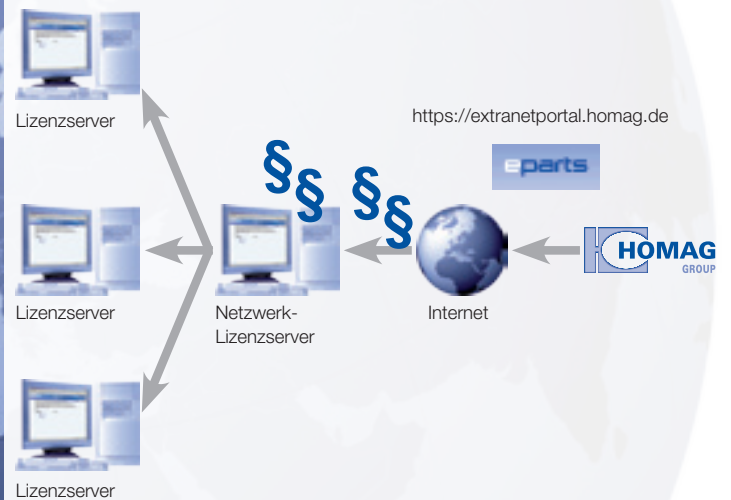 Lizenzserver
https://extranetportal.homag.de
eparts
§§ §§
HOMAG
GROUP
Lizenzserver
Netzwerk-
Lizenzserver
Internet
Lizenzserver